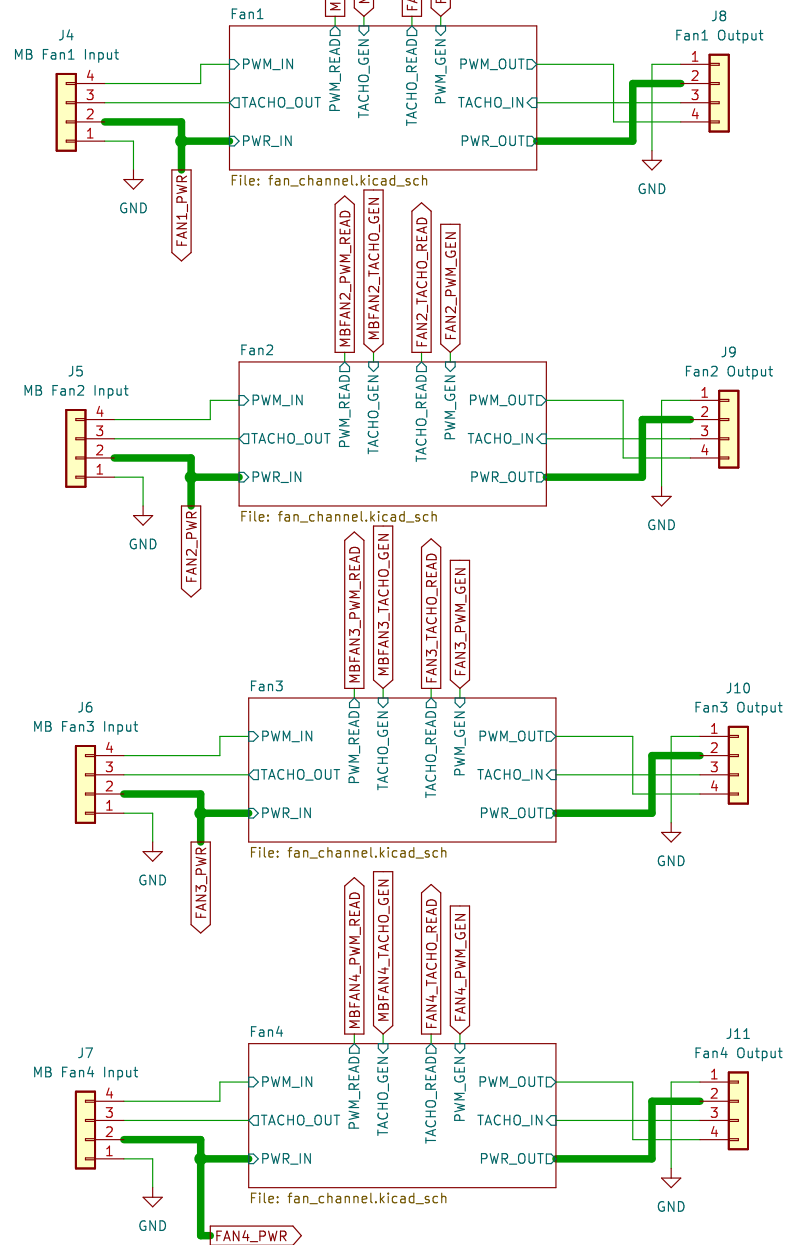 Fan1
J4
MB Fan1 Input
J8
Fan1 Output
4
3
2
1
PWM_IN
TACHO_OUT
PWR_IN
PWM_READ
TACHO_GEN
TACHO_READ
PWM_GEN
PWM_OUT
TACHO_IN
PWR_OUT
1
2
3
4
GND
GND
FAN1_PWR
File: fan_channel.kicad_sch
MBFAN2_PWM_READ
MBFAN2_TACHO_GEN
FAN2_TACHO_READ
FAN2_PWM_GEN
Fan2
J5
MB Fan2 Input
J9
Fan2 Output
4
3
2
1
PWM_IN
TACHO_OUT
PWR_IN
PWM_READ
TACHO_GEN
TACHO_READ
PWM_GEN
PWM_OUT
TACHO_IN
PWR_OUT
1
2
3
4
GND
GND
FAN2_PWR
File: fan_channel.kicad_sch
MBFAN3_PWM_READ
MBFAN3_TACHO_GEN
FAN3_TACHO_READ
FAN3_PWM_GEN
Fan3
J6
MB Fan3 Input
J10
Fan3 Output
4
3
2
1
PWM_IN
TACHO_OUT
PWR_IN
PWM_READ
TACHO_GEN
TACHO_READ
PWM_GEN
PWM_OUT
TACHO_IN
PWR_OUT
1
2
3
4
GND
GND
FAN3_PWR
File: fan_channel.kicad_sch
MBFAN4_PWM_READ
MBFAN4_TACHO_GEN
FAN4_TACHO_READ
FAN4_PWM_GEN
Fan4
J7
MB Fan4 Input
J11
Fan4 Output
4
3
2
1
PWM_IN
TACHO_OUT
PWR_IN
PWM_READ
TACHO_GEN
TACHO_READ
PWM_GEN
PWM_OUT
TACHO_IN
PWR_OUT
1
2
3
4
GND
GND
File: fan_channel.kicad_sch
FAN4_PWR